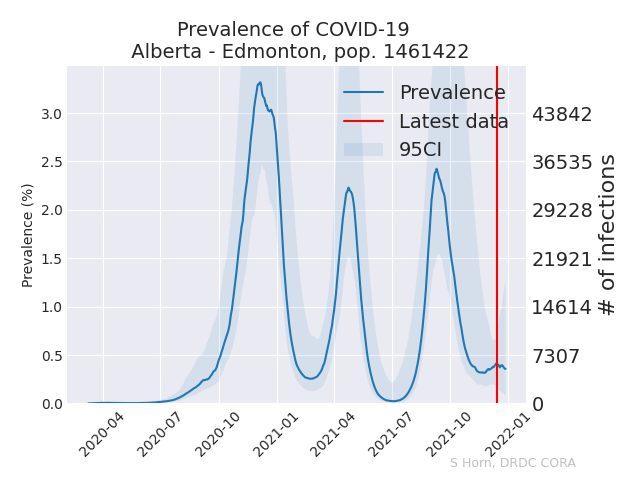 Prevalence of COVID-19
Alberta - Edmonton, pop. 1461422
Prevalence
Latest data
95CI
Prevalence (%)
3.0
2.5
2.0
1.5
1.0
0.5
0.0
43842
36535
29228
21921
14614
7307
0
# of infections
2020-04
2020-07
2020-10
2021-01
2021-04
2021-07
2021-10
2022-01
S Horn, DRDC CORA